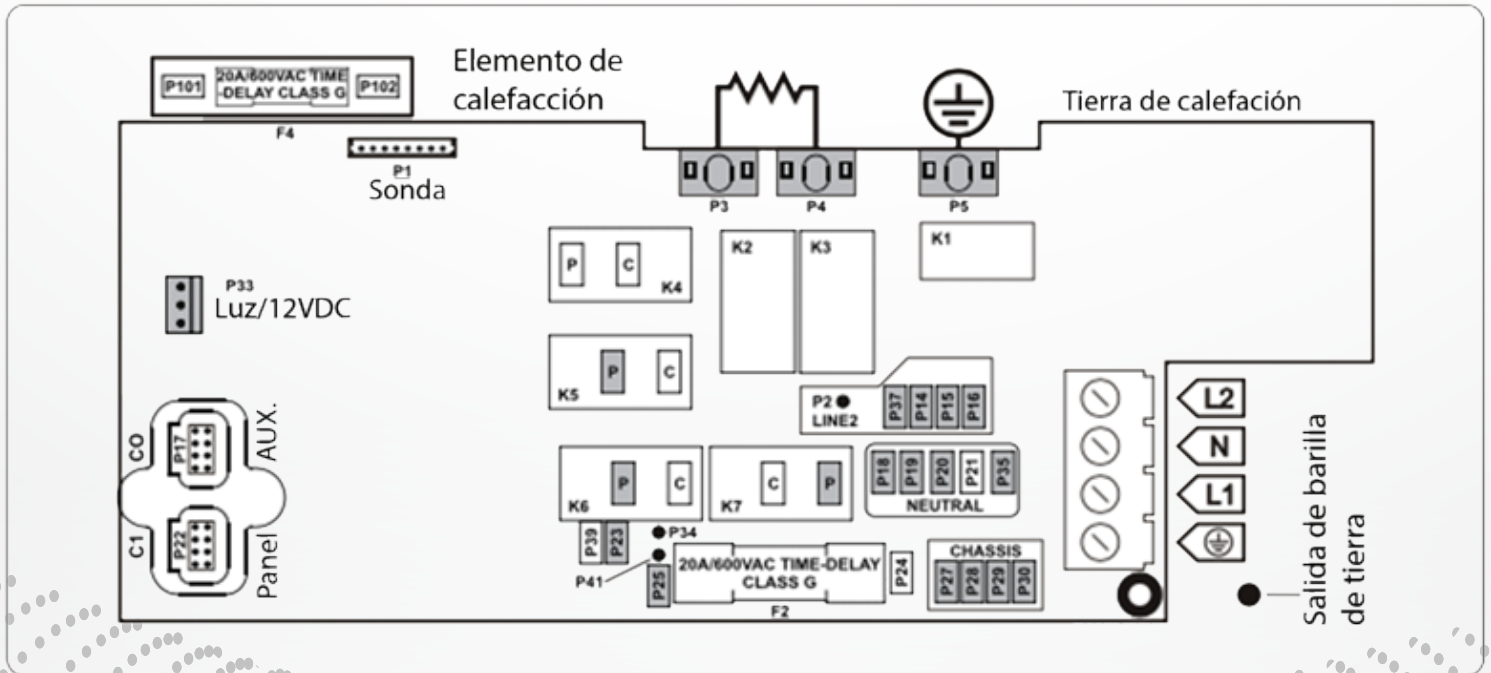 P101
20A/600VAC TIME
-DELAY CLASS G
P102
F4
Elemento de
calefacción
Tierra de calefación
P1
Sonda
P3
P4
P5
K2
K3
K1
P
C
K4
P33
Luz/12VDC
P
C
K5
P2
LINE2
P37
P14
P15
P16
L2
N
L1
CO
P17
AUX.
C1
P22
Panel
P
C
K6
C
P
K7
P18
P19
P20
P21
P35
NEUTRAL
P39
P23
P34
P41
P25
20A/600VAC TIME-DELAY
CLASS G
F2
P24
CHASSIS
P27
P28
P29
P30
Salida de barilla
de tierra